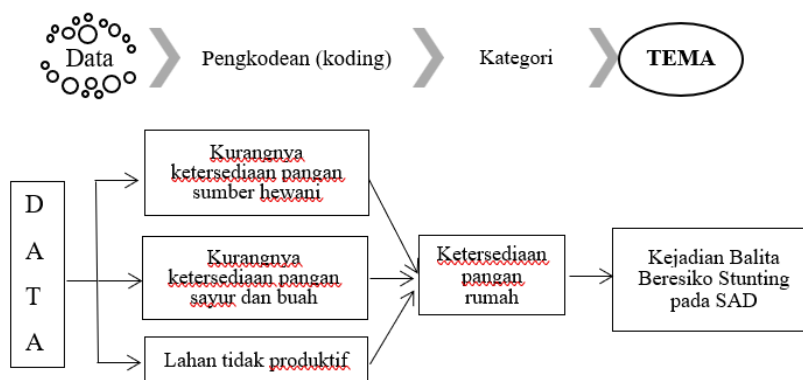 Data
Pengkodean (koding)
Kategori
TEMA
D
A
T
A
Kurangnya
ketersediaan pangan
sumber hewani
Kurangnya
ketersediaan pangan
sayur dan buah
Lahan tidak produktif
Ketersediaan
pangan
rumah
Kejadian Balita
Beresiko Stunting
pada SAD